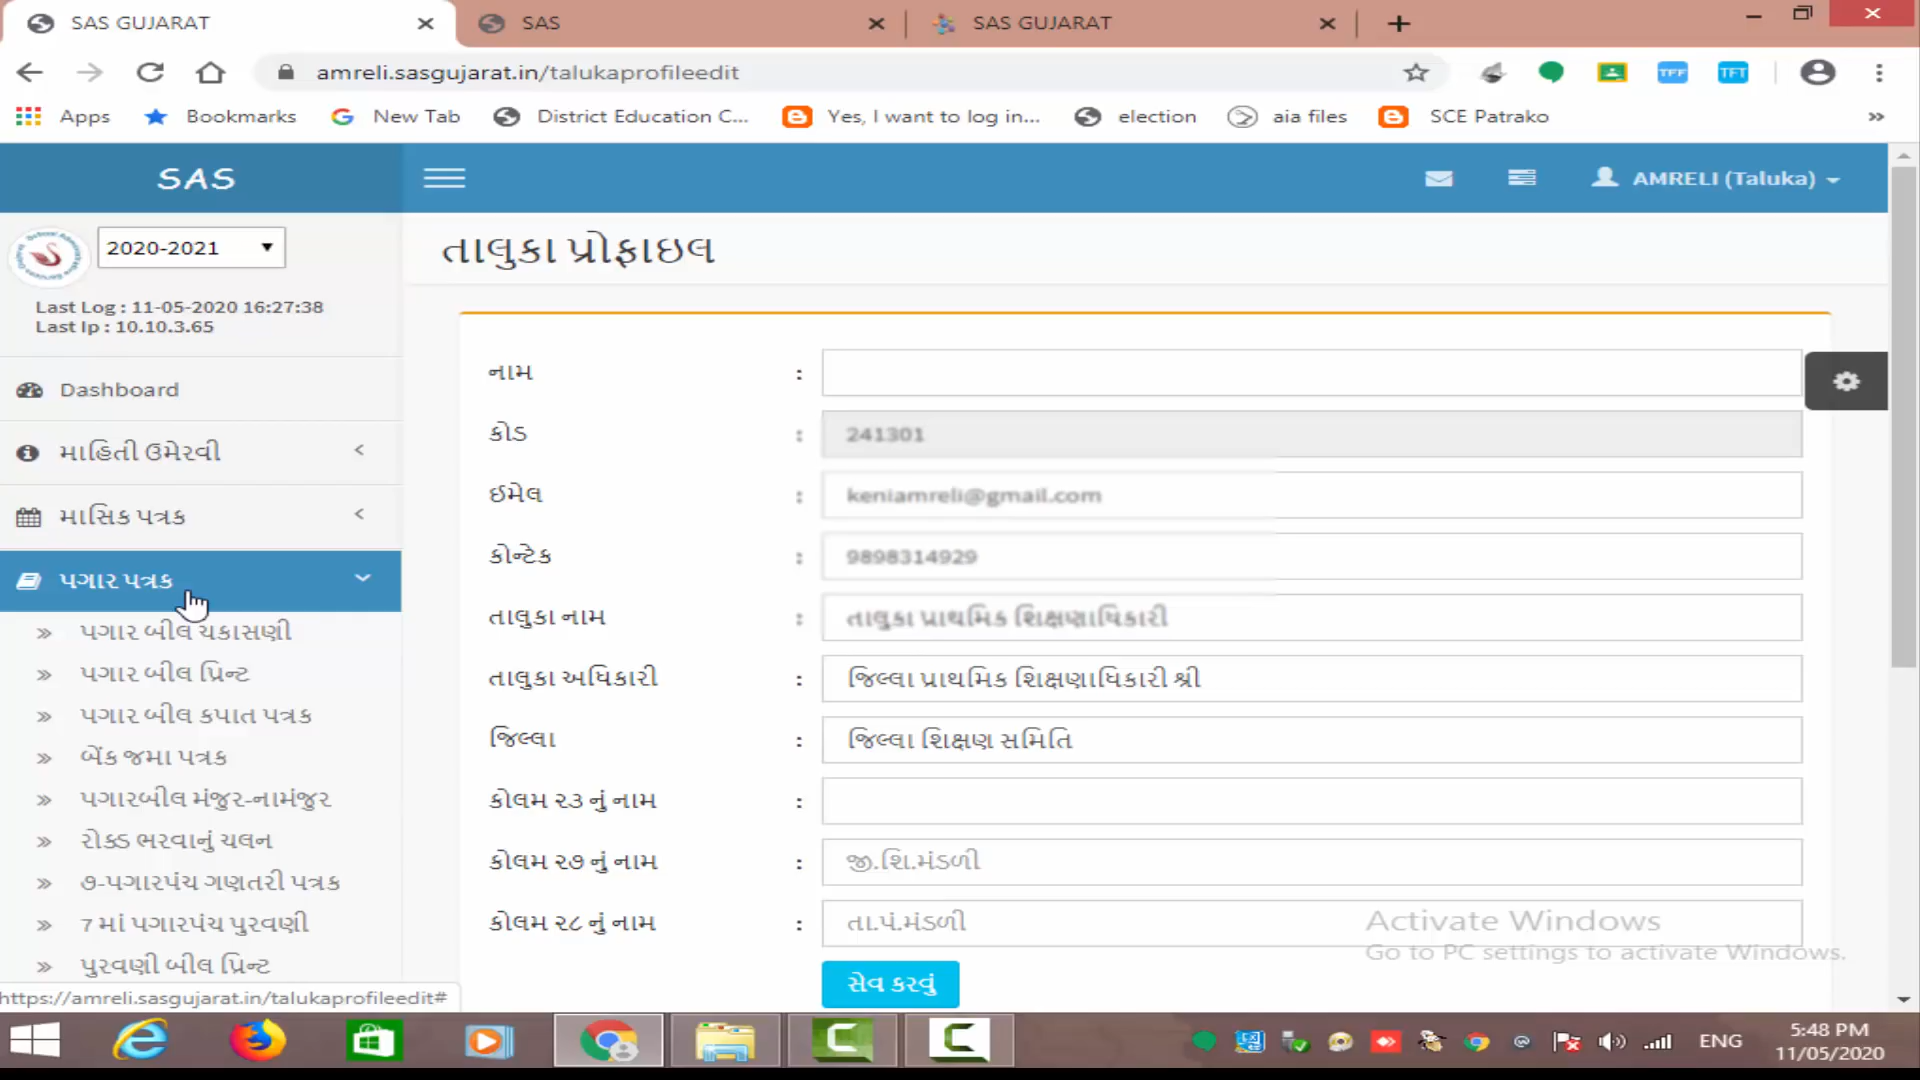 SAS GUJARAT
SAS
SAS GUJARAT
amreli.sasgujarat.in/talukaprofileedit
TFF
TFT
Apps
Bookmarks
New Tab
District Education C...
Yes, I want to log in...
election
aia files
SCE Patrako
»
SAS
AMRELI (Taluka)
2020-2021
તાલુકા પ્રોફાઇલ
Last Log : 11-05-2020 16:27:38
Last Ip : 10.10.3.65
Dashboard
માહિતી ઉમેરવી
માસિક પત્રક
પગાર પત્રક
પગાર બીલ ચકાસણી
પગાર બીલ પ્રિન્ટ
પગાર બીલ કપાત પત્રક
બેંક જમા પત્રક
પગારબીલ મંજુર-નામંજુર
રોકડ ભરવાનું ચલન
૭-પગારપંચ ગણતરી પત્રક
7 માં પગારપંચ પુરવણી
પુરવણી બીલ પ્રિન્ટ
નામ :
કોડ : 241301
ઈમેલ : keniamreli@gmail.com
કોન્ટેક : 9898314929
તાલુકા નામ : તાલુકા પ્રાથમિક શિક્ષણાધિકારી
તાલુકા અધિકારી : જિલ્લા પ્રાથમિક શિક્ષણાધિકારી શ્રી
જિલ્લા : જિલ્લા શિક્ષણ સમિતિ
કોલમ ૨૩ નું નામ :
કોલમ ૨૭ નું નામ : જી.શિ.મંડળી
કોલમ ૨૮ નું નામ : તા.પં.મંડળી
સેવ કરવું
Activate Windows
Go to PC settings to activate Windows.
https://amreli.sasgujarat.in/talukaprofileedit#
ENG
5:48 PM
11/05/2020